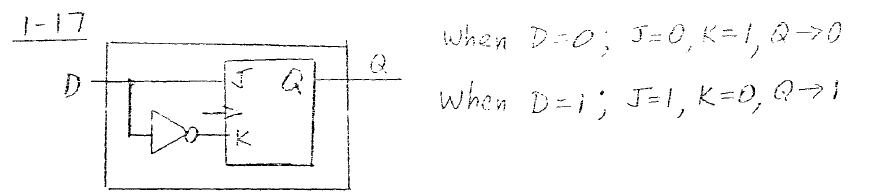 1-17
When D=0; J=0, K=1, Q→0
D J Q Q
When D=1; J=1, K=0, Q→1
K